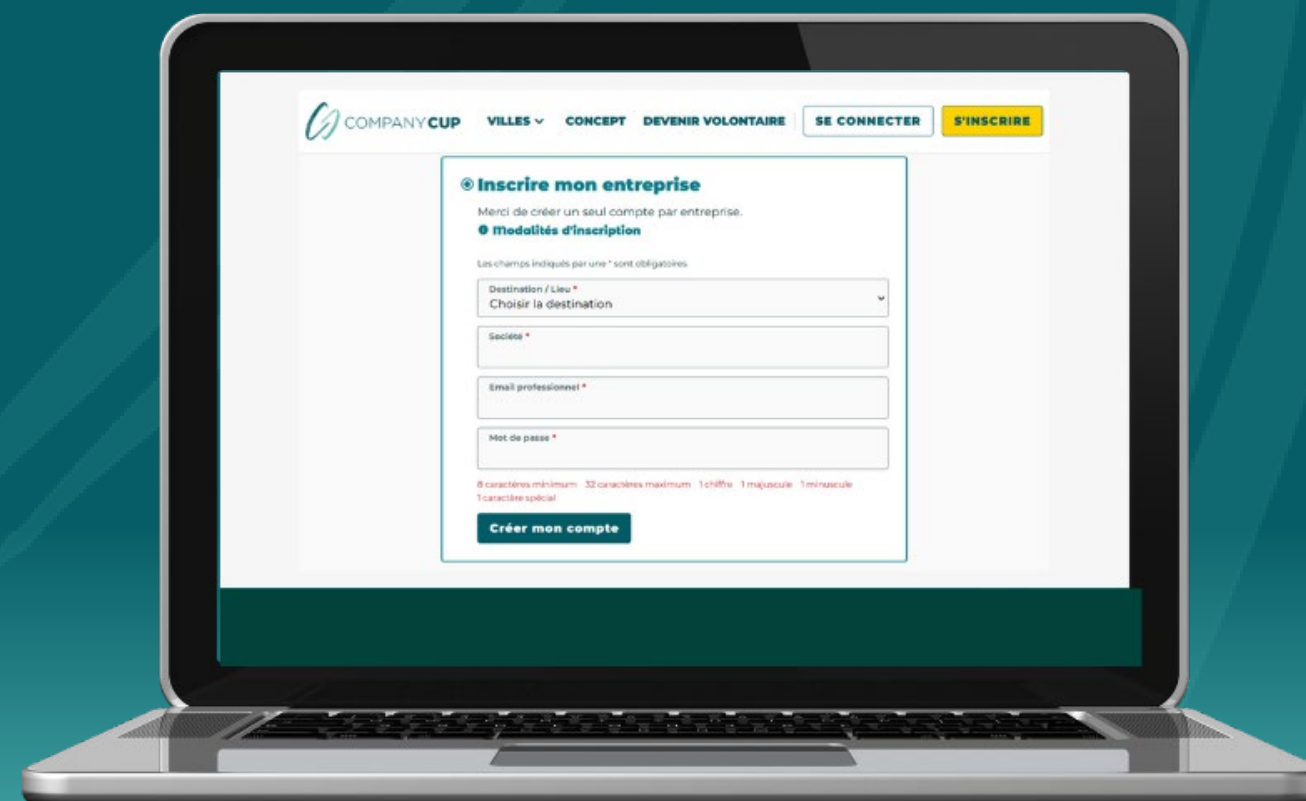 COMPANYCUP VILLES CONCEPT DEVENIR VOLONTAIRE SE CONNECTER S'INSCRIRE
Inscrire mon entreprise
Merci de créer un seul compte par entreprise.
Modalités d'inscription
Les champs indiqués par une * sont obligatoires
Destination / Lieu *
Choisir la destination
Société *
Email professionnel *
Mot de passe *
8 caractères minimum 32 caractères maximum 1 chiffre 1 majuscule 1 minuscule
1 caractère spécial
Créer mon compte